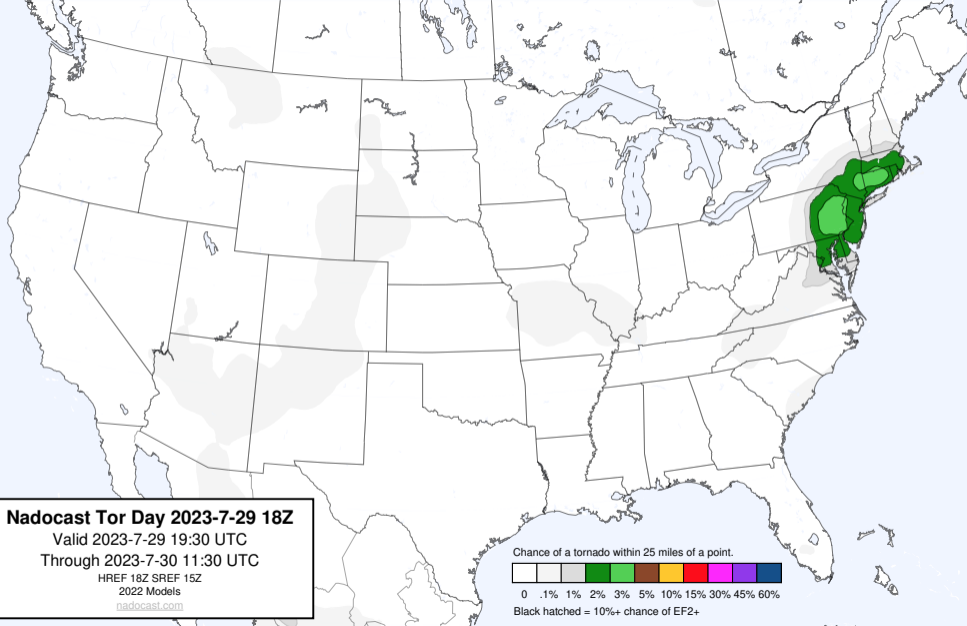 Nadocast Tor Day 2023-7-29 18Z
Valid 2023-7-29 19:30 UTC
Through 2023-7-30 11:30 UTC
HREF 18Z SREF 15Z
2022 Models
nadocast.com
Chance of a tornado within 25 miles of a point.
0 .1% 1% 2% 3% 5% 10% 15% 30% 45% 60%
Black hatched = 10%+ chance of EF2+